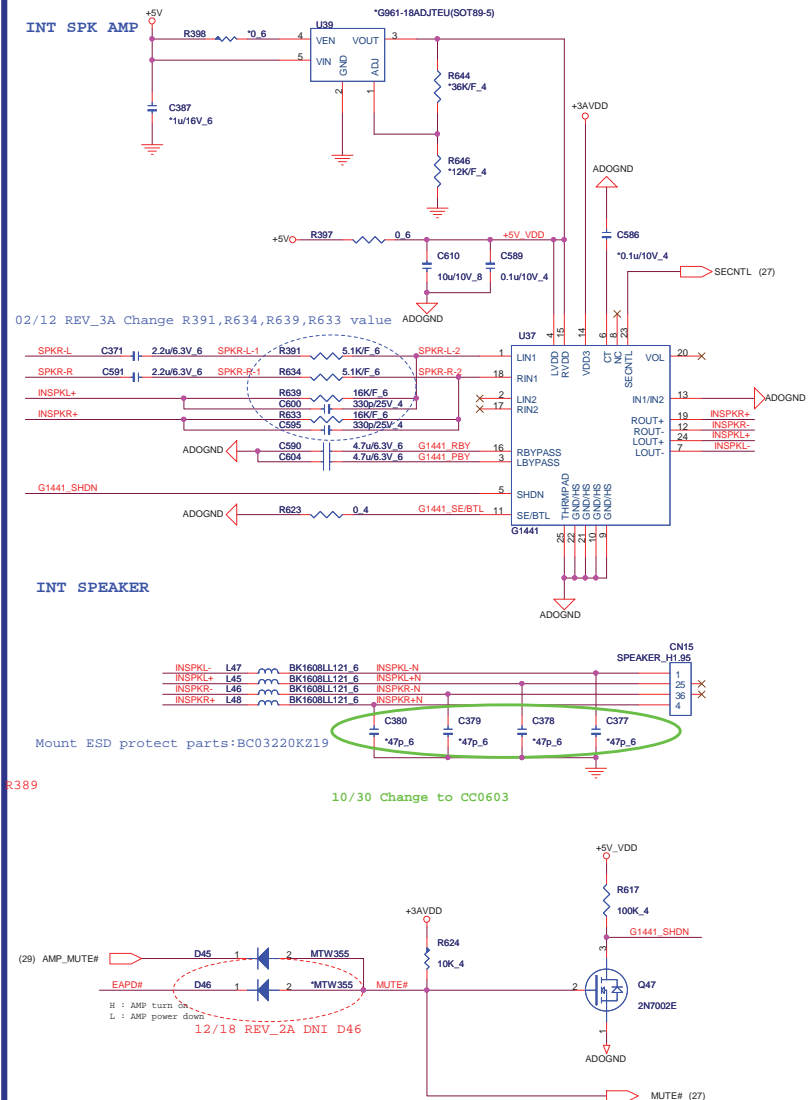 INT SPK AMP
+5V
*G961-18ADJTEU(SOT89-5)
U39
R398 *0_6
4 VEN VOUT 3
5 VIN
GND
ADJ
2
1
R644
*36K/F_4
C387
*1u/16V_6
+3AVDD
R646
*12K/F_4
ADOGND
+5V R397 0_6 +5V_VDD
C610
10u/10V_8
C589
0.1u/10V_4
C586
*0.1u/10V_4
SECNTL (27)
ADOGND
02/12 REV_3A Change R391,R634,R639,R633 value
U37
4 15 14 6 8 23
LVDD RVDD VDD3 CT NC SECNTL
SPKR-L C371 2.2u/6.3V_6 SPKR-L-1 R391 5.1K/F_6 SPKR-L-2 1 LIN1
VOL 20
SPKR-R C591 2.2u/6.3V_6 SPKR-R-1 R634 5.1K/F_6 SPKR-R-2 18 RIN1
INSPKL+ R639 16K/F_6 2 LIN2
IN1/IN2 13 ADOGND
C600 330p/25V_4 17 RIN2
INSPKR+ R633 16K/F_6
C595 330p/25V_4
ROUT+ 19 INSPKR+
ROUT- 12 INSPKR-
LOUT+ 24 INSPKL+
LOUT- 7 INSPKL-
ADOGND C590 4.7u/6.3V_6 G1441_RBY 16 RBYPASS
C604 4.7u/6.3V_6 G1441_PBY 3 LBYPASS
G1441_SHDN 5 SHDN
ADOGND R623 0_4 G1441_SE/BTL 11 SE/BTL
THRMPAD GND/HS GND/HS GND/HS GND/HS
G1441
25 22 21 10 9
ADOGND
INT SPEAKER
CN15
SPEAKER_H1.95
INSPKL- L47 BK1608LL121_6 INSPKL-N 1
INSPKL+ L45 BK1608LL121_6 INSPKL+N 25
INSPKR- L46 BK1608LL121_6 INSPKR-N 36
INSPKR+ L48 BK1608LL121_6 INSPKR+N 4
C380
*47p_6
C379
*47p_6
C378
*47p_6
C377
*47p_6
Mount ESD protect parts:BC03220KZ19
R389
10/30 Change to CC0603
+5V_VDD
R617
100K_4
+3AVDD
G1441_SHDN
R624
10K_4
3
(29) AMP_MUTE# D45 1 2 MTW355
EAPD# D46 1 2 *MTW355 MUTE#
2
Q47
2N7002E
H : AMP turn on
L : AMP power down
12/18 REV_2A DNI D46
1
ADOGND
MUTE# (27)